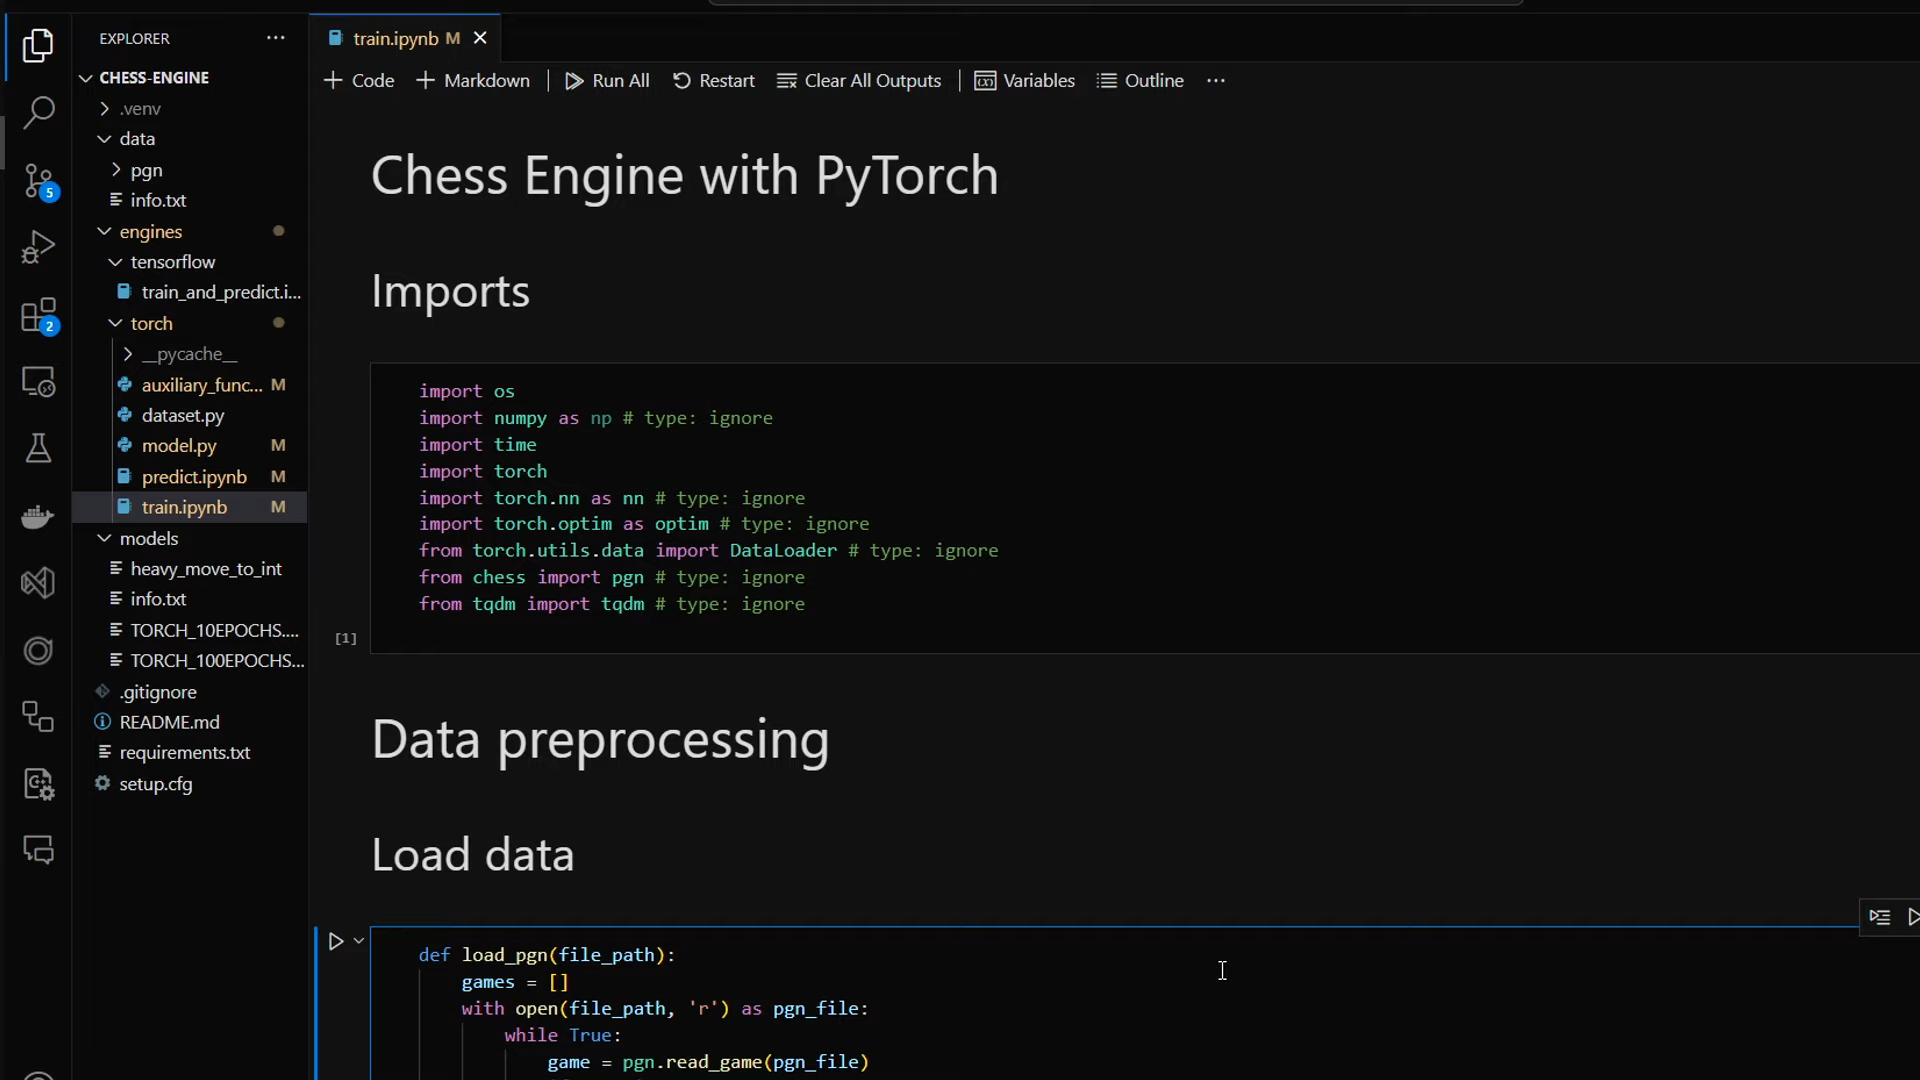 EXPLORER
CHESS-ENGINE
.venv
data
pgn
info.txt
engines
tensorflow
train_and_predict.i...
torch
__pycache__
auxiliary_func... M
dataset.py
model.py M
predict.ipynb M
train.ipynb M
models
heavy_move_to_int
info.txt
TORCH_10EPOCHS....
TORCH_100EPOCHS...
.gitignore
README.md
requirements.txt
setup.cfg
5
2
train.ipynb M
Code Markdown Run All Restart Clear All Outputs Variables Outline ...
Chess Engine with PyTorch
Imports
import os
import numpy as np # type: ignore
import time
import torch
import torch.nn as nn # type: ignore
import torch.optim as optim # type: ignore
from torch.utils.data import DataLoader # type: ignore
from chess import pgn # type: ignore
from tqdm import tqdm # type: ignore
[1]
Data preprocessing
Load data
def load_pgn(file_path):
games = []
with open(file_path, 'r') as pgn_file:
while True:
game = pgn.read_game(pgn_file)